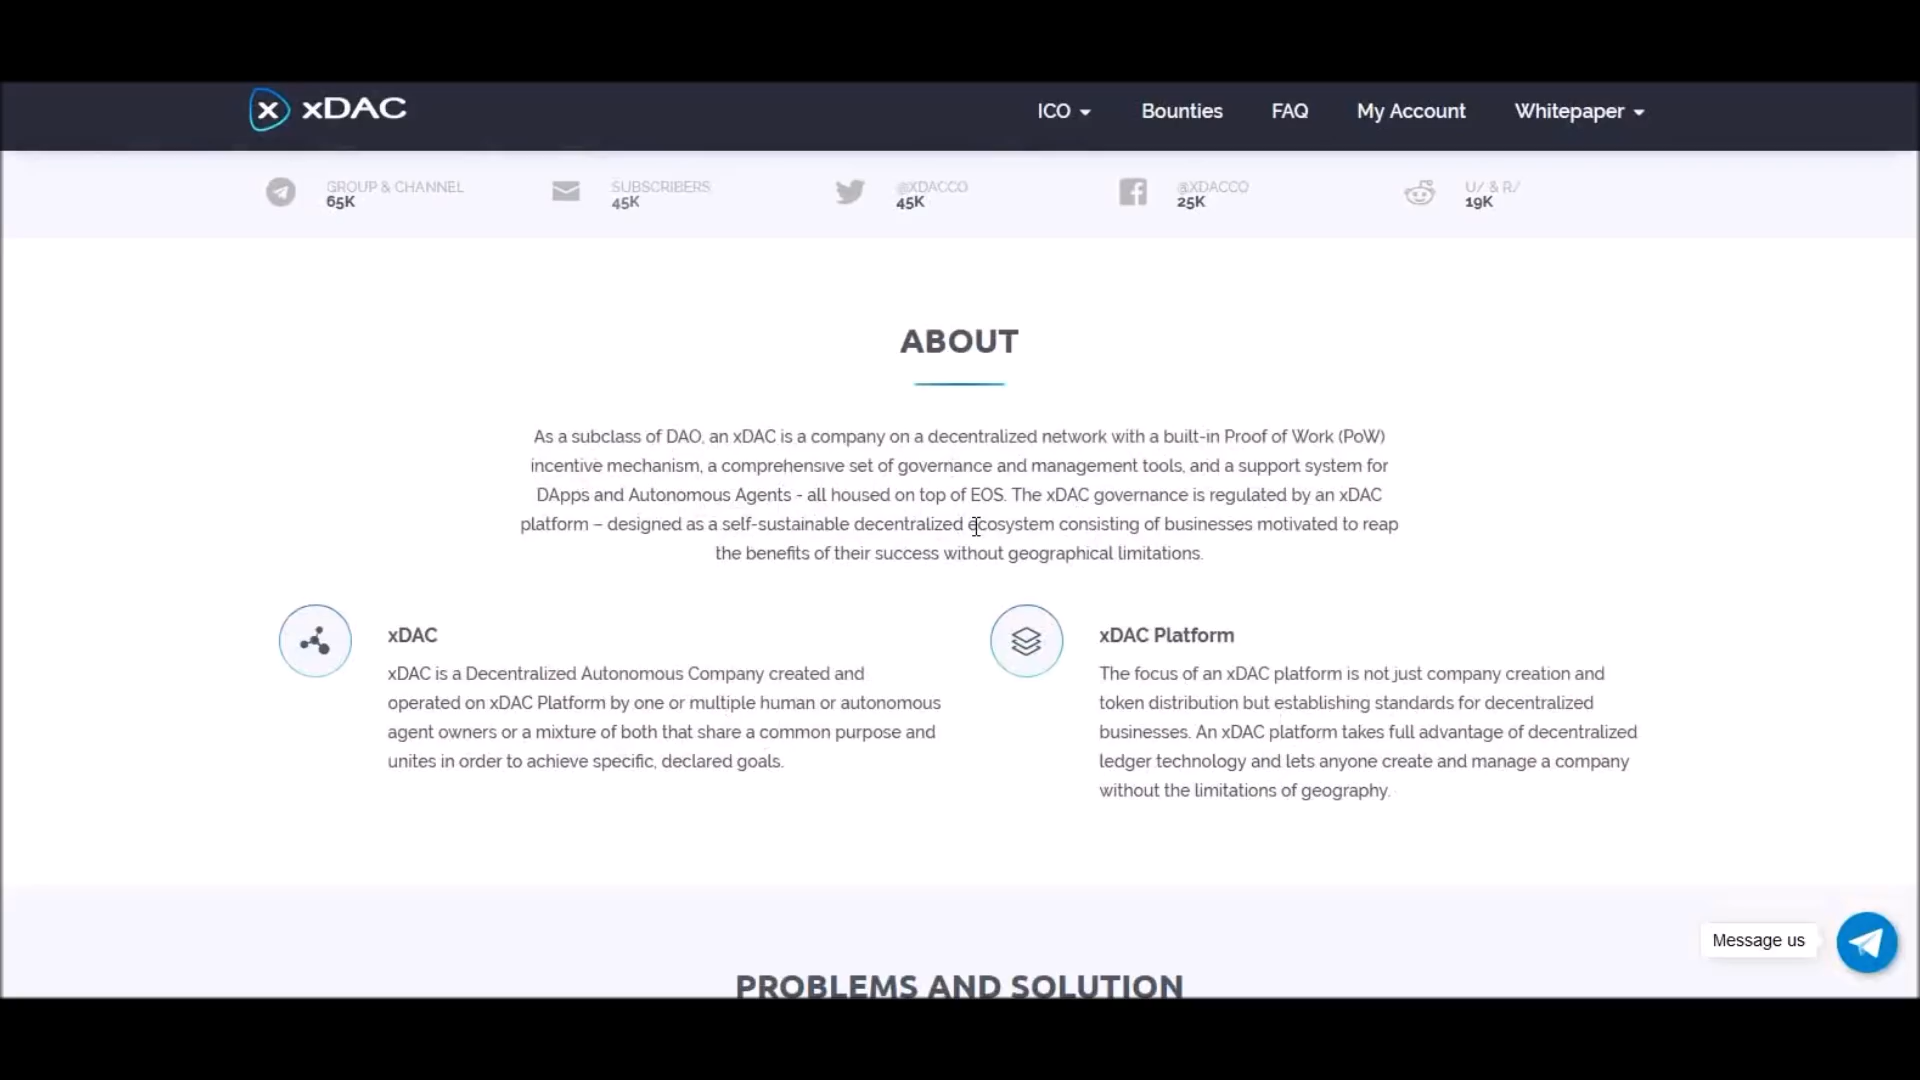 x xDAC
ICO Bounties FAQ My Account Whitepaper
GROUP & CHANNEL
65K
SUBSCRIBERS
45K
@XDACCO
45K
@XDACCO
25K
U/ & R/
19K
ABOUT
As a subclass of DAO, an xDAC is a company on a decentralized network with a built-in Proof of Work (PoW)
incentive mechanism, a comprehensive set of governance and management tools, and a support system for
DApps and Autonomous Agents - all housed on top of EOS. The xDAC governance is regulated by an xDAC
platform – designed as a self-sustainable decentralized ecosystem consisting of businesses motivated to reap
the benefits of their success without geographical limitations.
xDAC
xDAC is a Decentralized Autonomous Company created and
operated on xDAC Platform by one or multiple human or autonomous
agent owners or a mixture of both that share a common purpose and
unites in order to achieve specific, declared goals.
xDAC Platform
The focus of an xDAC platform is not just company creation and
token distribution but establishing standards for decentralized
businesses. An xDAC platform takes full advantage of decentralized
ledger technology and lets anyone create and manage a company
without the limitations of geography.
Message us
PROBLEMS AND SOLUTION